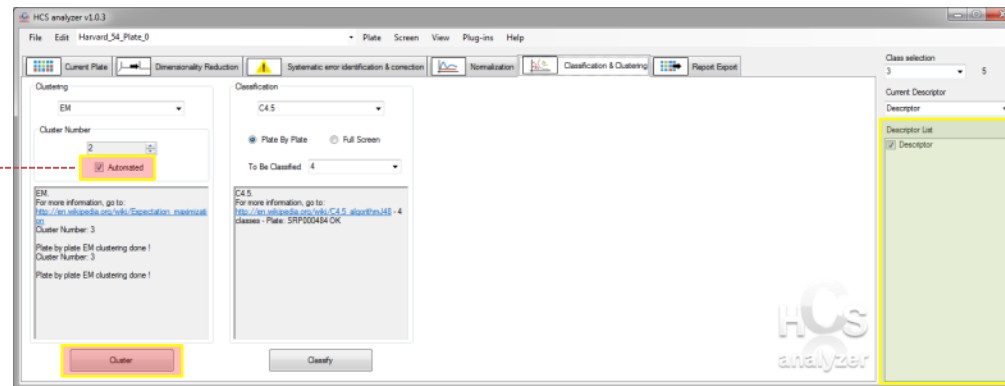 HCS analyzer v1.0.3
File Edit Harvard_54_Plate_0 Plate Screen View Plug-ins Help
Current Plate Dimensionality Reduction Systematic error identification & correction Normalization Classification & Clustering Report Export
Class selection
3 5
Current Descriptor
Descriptor
Descriptor List
Descriptor
Clustering
EM
Cluster Number
2
Automated
EM.
For more information, go to:
http://en.wikipedia.org/wiki/Expectation_maximizati
on
Cluster Number: 3
Plate by plate EM clustering done !
Cluster Number: 3
Plate by plate EM clustering done !
Cluster
Classification
C4.5
Plate By Plate Full Screen
To Be Classified 4
C4.5.
For more information, go to:
http://en.wikipedia.org/wiki/C4.5_algorithmJ48 - 4
classes - Plate: SRP000484 OK
Classify
HCS
analyzer